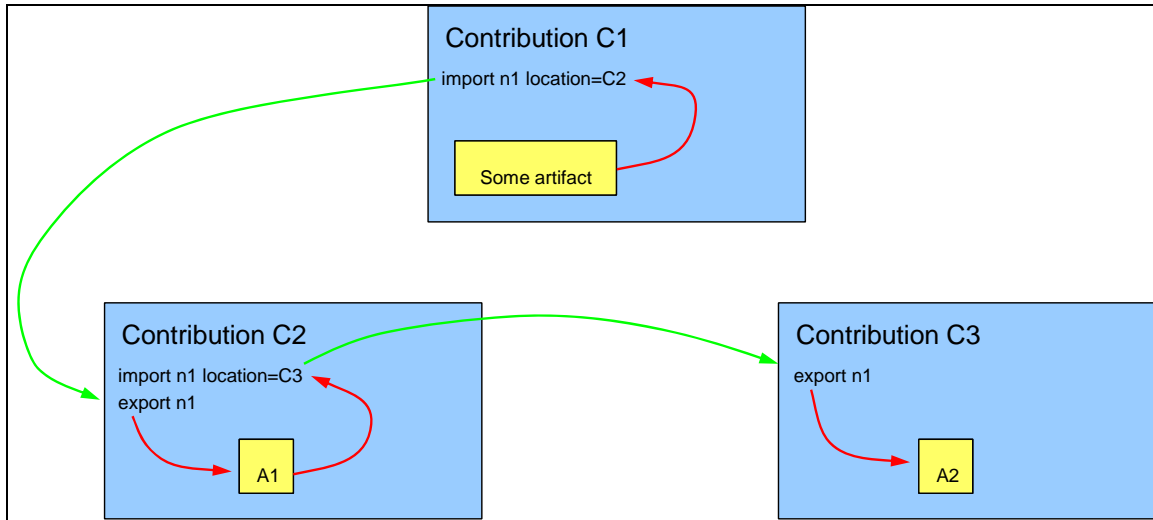 Contribution C1
import n1 location=C2
Some artifact
Contribution C2
import n1 location=C3
export n1
A1
Contribution C3
export n1
A2